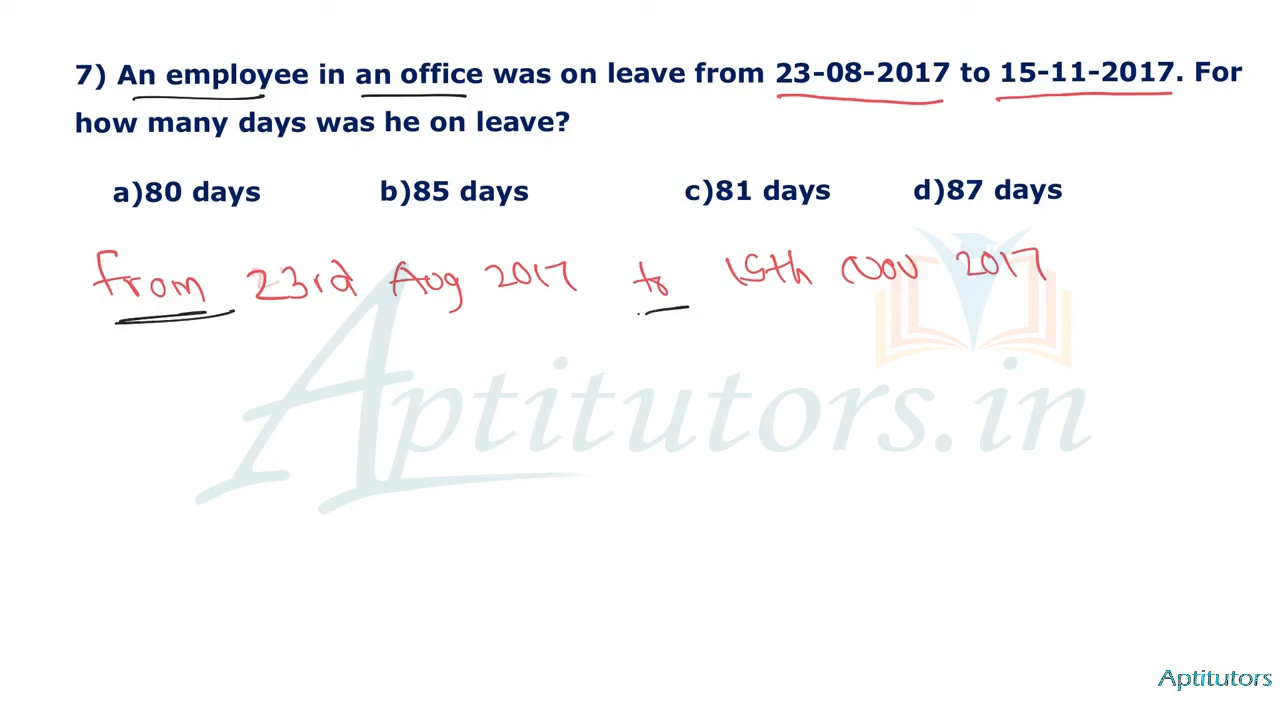 7) An employee in an office was on leave from 23-08-2017 to 15-11-2017. For
how many days was he on leave?
a)80 days b)85 days c)81 days d)87 days
from 23rd Aug 2017 to 15th Nov 2017
Aptitutors.in
Aptitutors